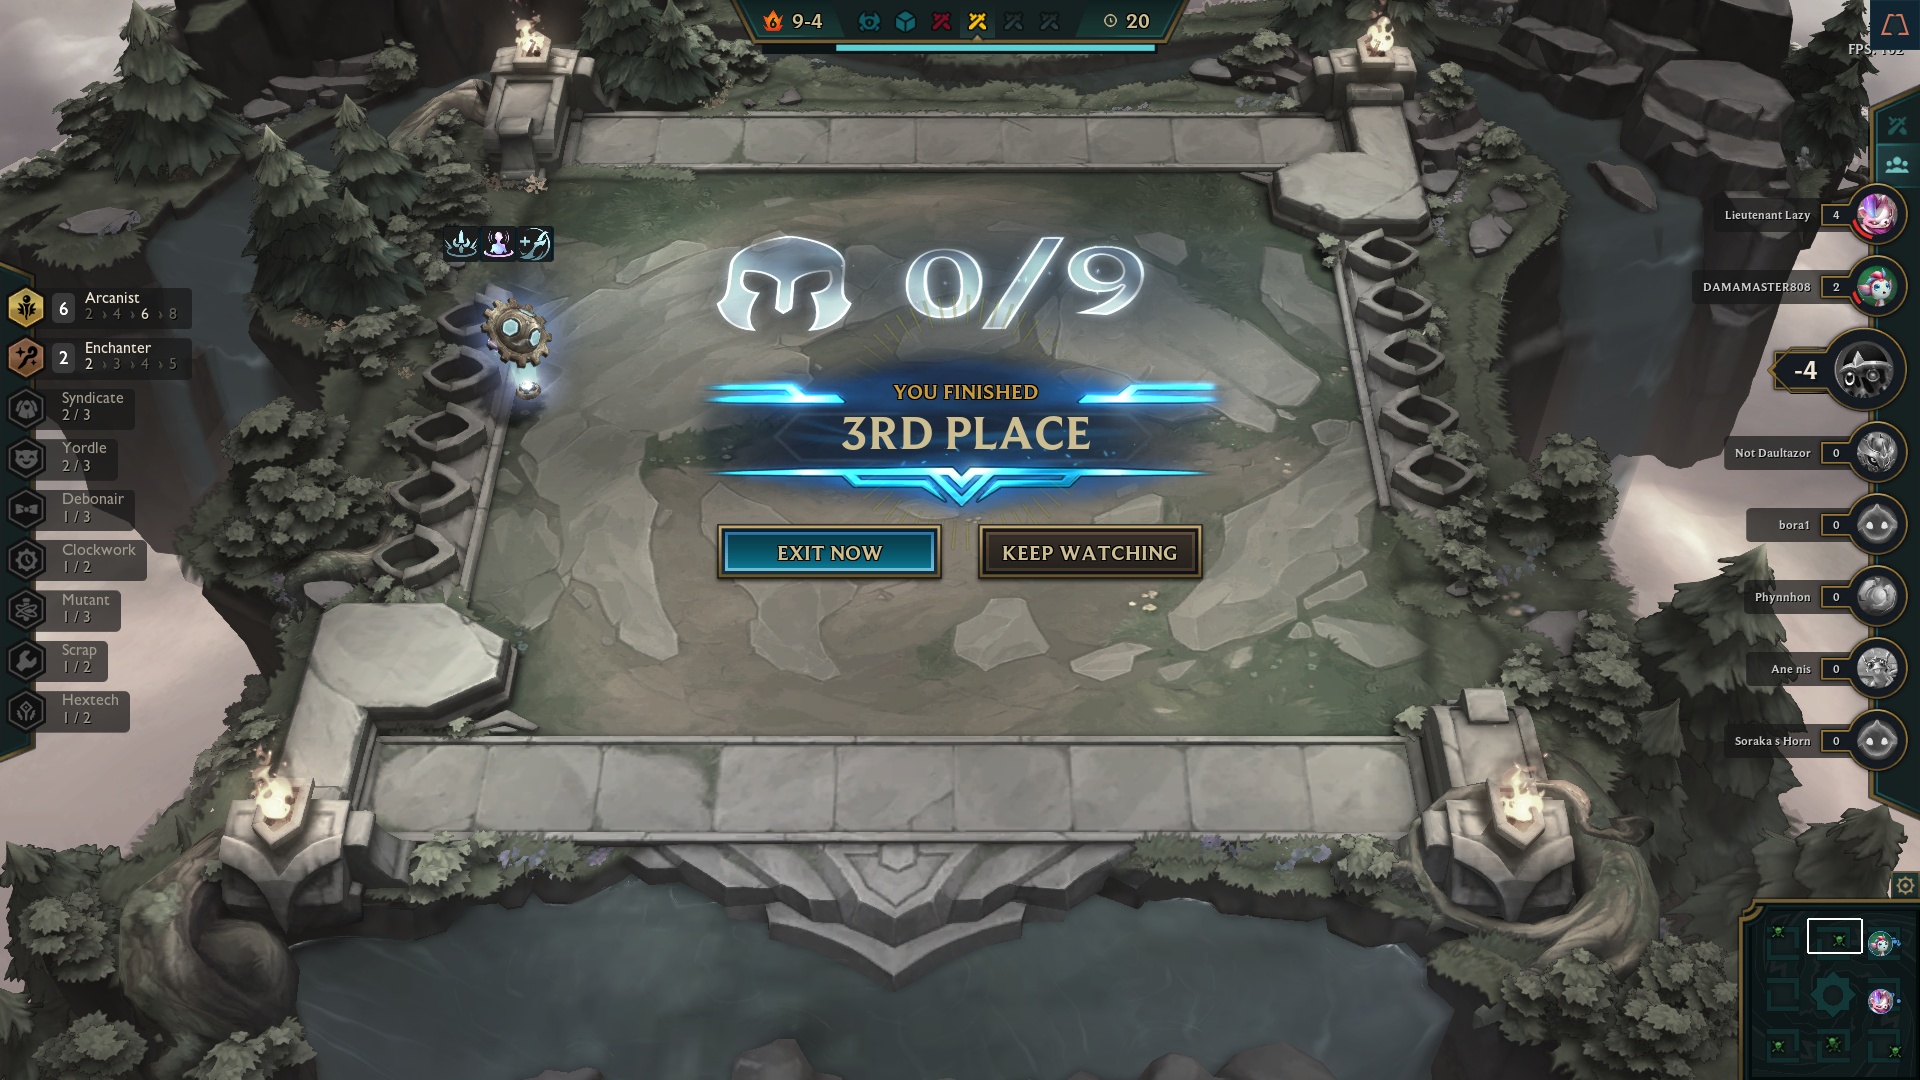 9-4
20
FPS:
Lieutenant Lazy
4
DAMAMASTER808
2
-4
Not Daultazor
0
bora1
0
Phynnhon
0
Ane nis
0
Soraka s Horn
0
6
Arcanist
2 › 4 › 6 › 8
2
Enchanter
2 › 3 › 4 › 5
Syndicate
2 / 3
Yordle
2 / 3
Debonair
1 / 3
Clockwork
1 / 2
Mutant
1 / 3
Scrap
1 / 2
Hextech
1 / 2
0/9
YOU FINISHED
3RD PLACE
EXIT NOW
KEEP WATCHING